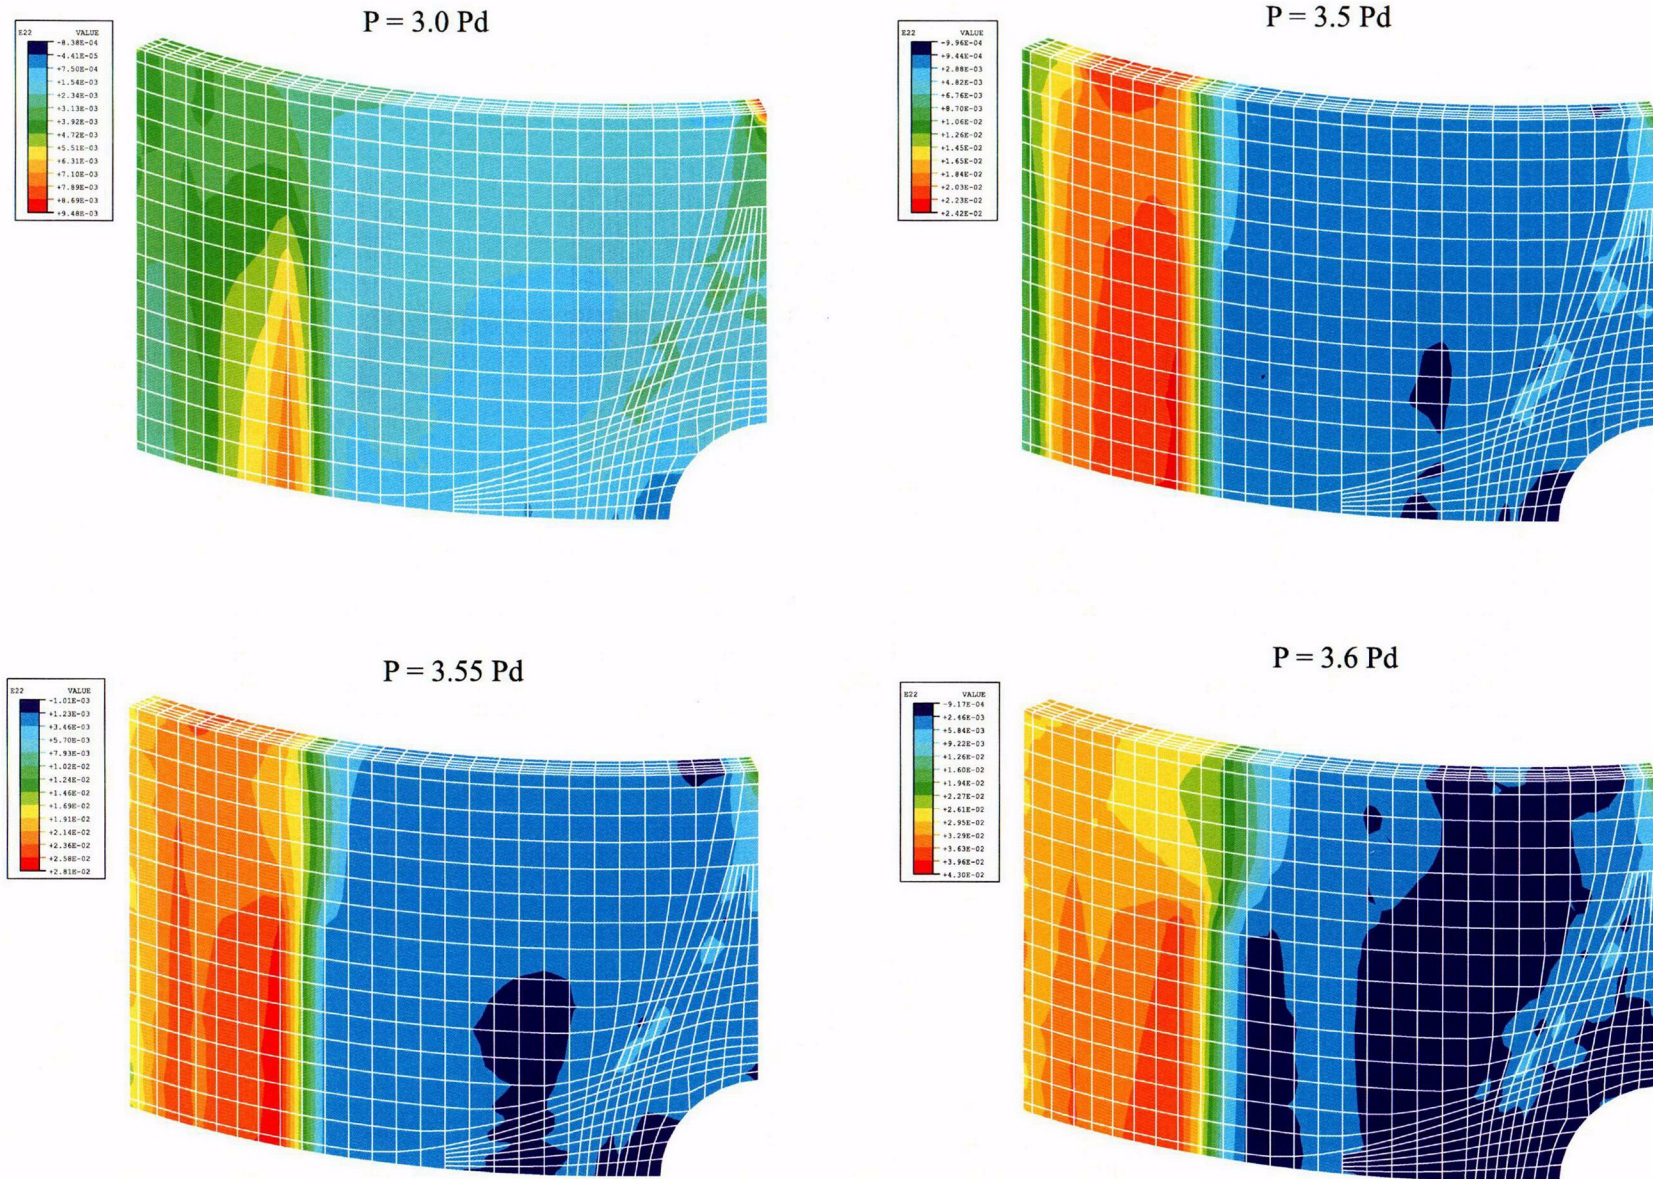 P = 3.0 Pd
E22 VALUE
-8.38E-04
-4.41E-05
+7.50E-04
+1.54E-03
+2.34E-03
+3.13E-03
+3.92E-03
+4.72E-03
+5.51E-03
+6.31E-03
+7.10E-03
+7.89E-03
+8.69E-03
+9.48E-03
P = 3.5 Pd
E22 VALUE
-9.96E-04
+9.44E-04
+2.88E-03
+4.82E-03
+6.76E-03
+8.70E-03
+1.06E-02
+1.26E-02
+1.45E-02
+1.65E-02
+1.84E-02
+2.03E-02
+2.23E-02
+2.42E-02
P = 3.55 Pd
E22 VALUE
-1.01E-03
+1.23E-03
+3.46E-03
+5.70E-03
+7.93E-03
+1.02E-02
+1.24E-02
+1.46E-02
+1.69E-02
+1.91E-02
+2.14E-02
+2.36E-02
+2.58E-02
+2.81E-02
P = 3.6 Pd
E22 VALUE
-9.17E-04
+2.46E-03
+5.84E-03
+9.22E-03
+1.26E-02
+1.60E-02
+1.94E-02
+2.27E-02
+2.61E-02
+2.95E-02
+3.29E-02
+3.63E-02
+3.96E-02
+4.30E-02